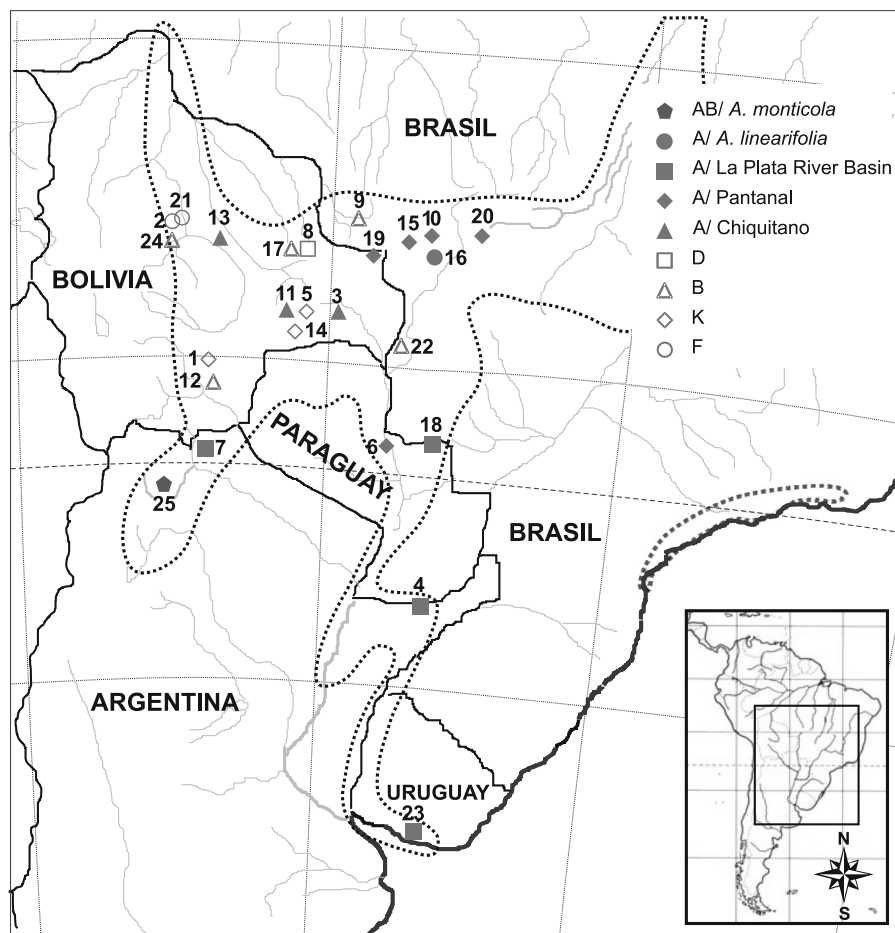 BRASIL
AB/ A. monticola
A/ A. linearifolia
A/ La Plata River Basin
A/ Pantanal
A/ Chiquitano
D
B
K
F
21
2
24
13
17
8
9
15
10
20
19
16
BOLIVIA
11
5
3
14
22
1
12
PARAGUAY
7
6
18
25
BRASIL
4
ARGENTINA
URUGUAY
23
N
S